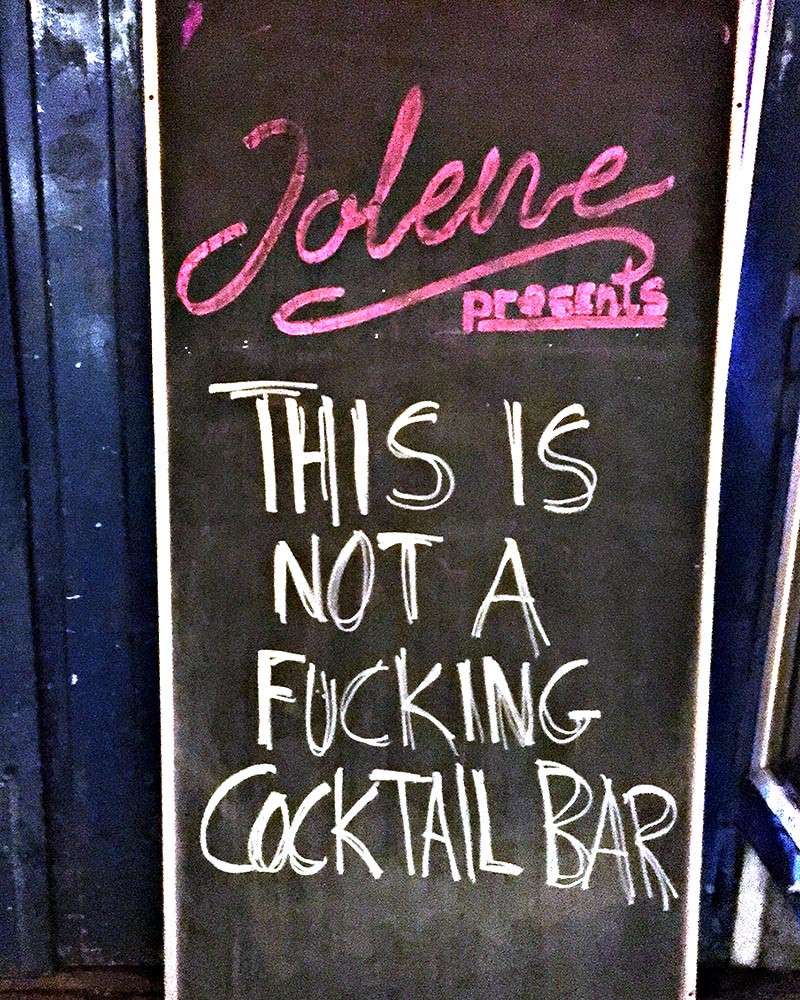 Jolene
presents
THIS IS
NOT A
FUCKING
COCKTAIL BAR